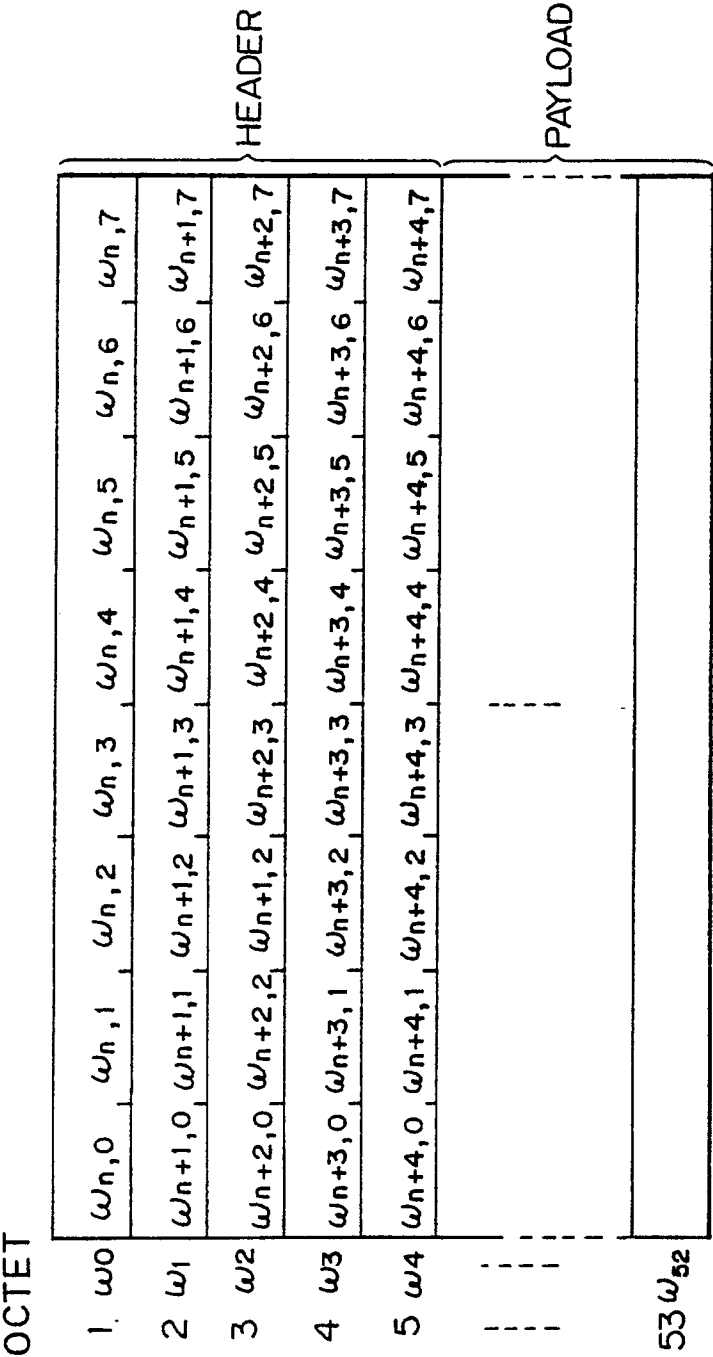 OCTET
1. ω0 ωn,0 ωn,1 ωn,2 ωn,3 ωn,4 ωn,5 ωn,6 ωn,7
2 ω1 ωn+1,0 ωn+1,1 ωn+1,2 ωn+1,3 ωn+1,4 ωn+1,5 ωn+1,6 ωn+1,7
3 ω2 ωn+2,0 ωn+2,2 ωn+1,2 ωn+2,3 ωn+2,4 ωn+2,5 ωn+2,6 ωn+2,7
4 ω3 ωn+3,0 ωn+3,1 ωn+3,2 ωn+3,3 ωn+3,4 ωn+3,5 ωn+3,6 ωn+3,7
5 ω4 ωn+4,0 ωn+4,1 ωn+4,2 ωn+4,3 ωn+4,4 ωn+4,5 ωn+4,6 ωn+4,7
HEADER
53 ω52
PAYLOAD